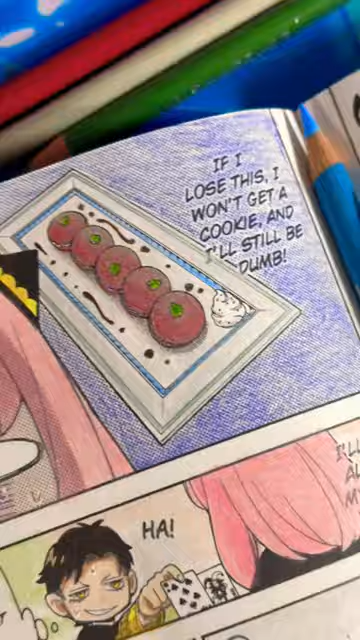 IF I
LOSE THIS, I
WON'T GET A
COOKIE, AND
I'LL STILL BE
DUMB!
HA!